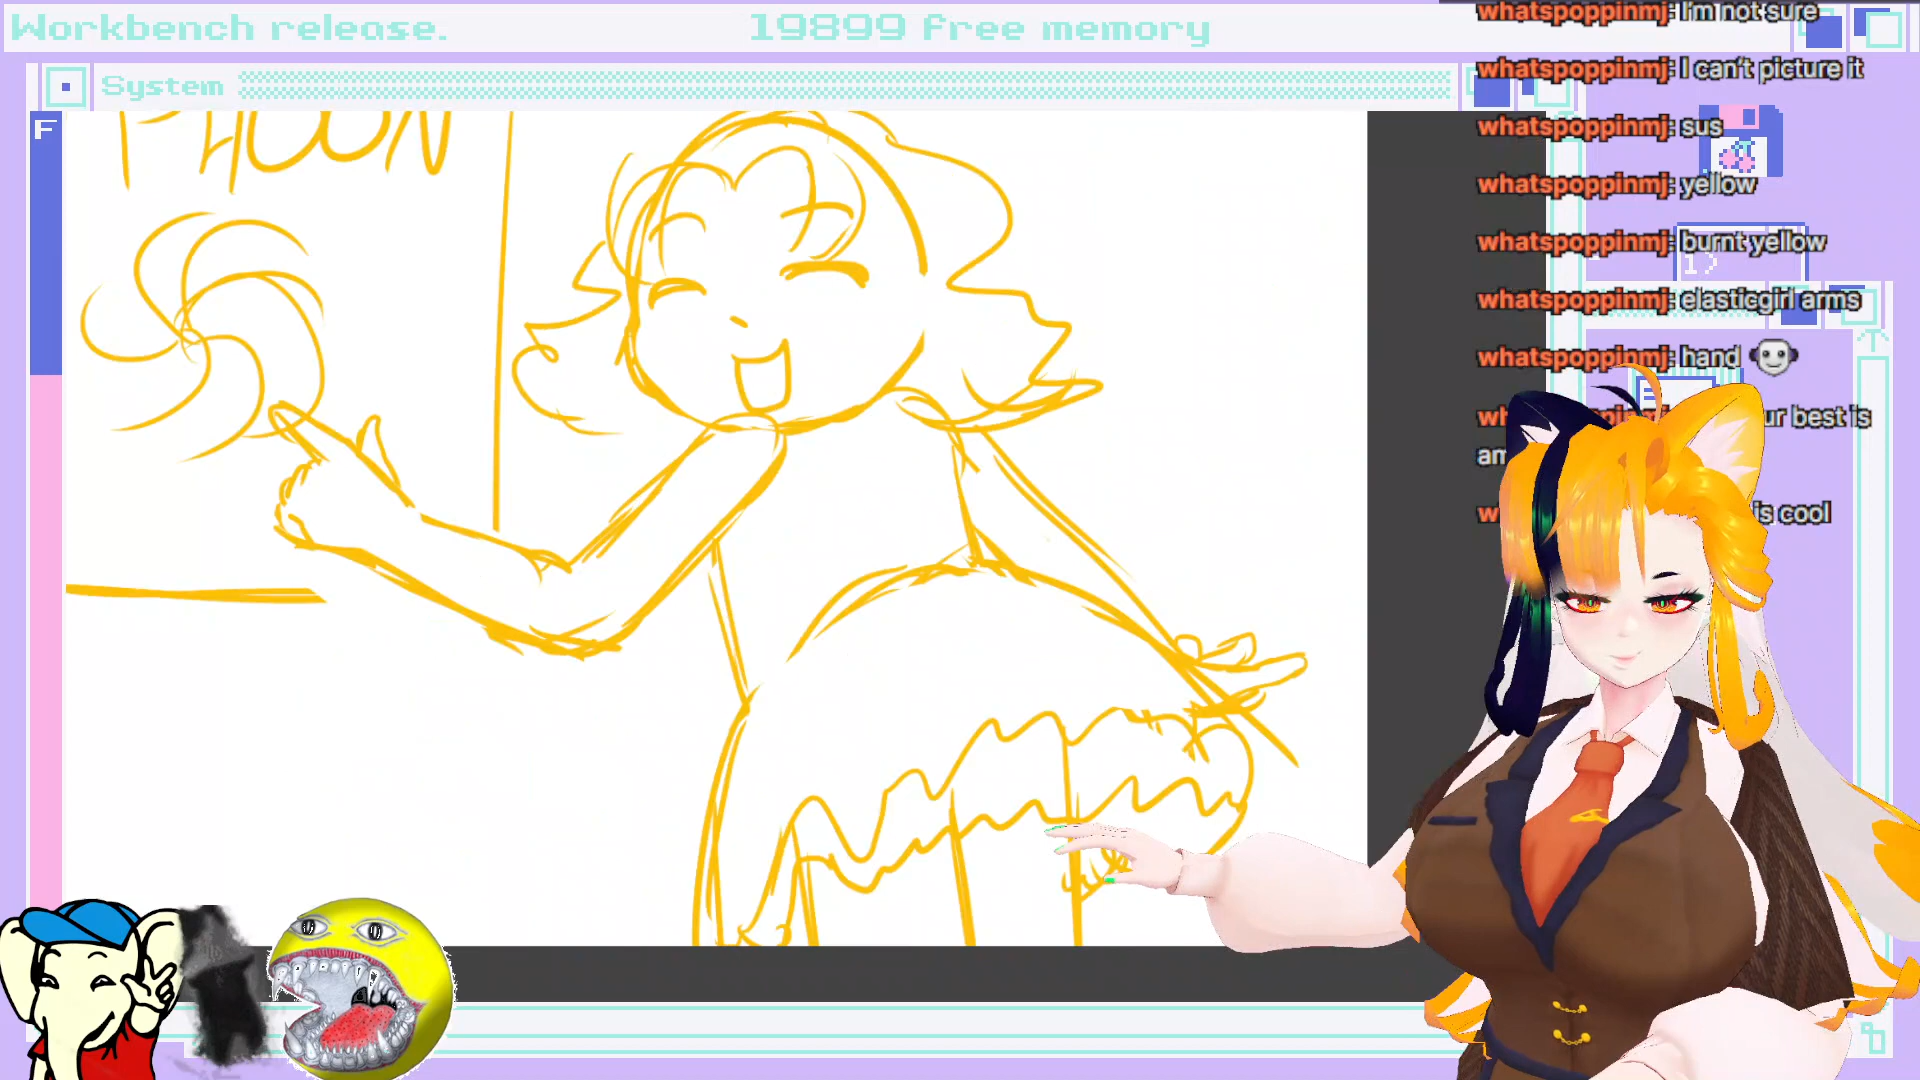 Workbench release.
19899 free memory
System
F
whatspoppinmj: I'm not sure
whatspoppinmj: I can't picture it
whatspoppinmj: sus
whatspoppinmj: yellow
whatspoppinmj: burnt yellow
whatspoppinmj: elasticgirl arms
whatspoppinmj: hand
ur best is
is cool